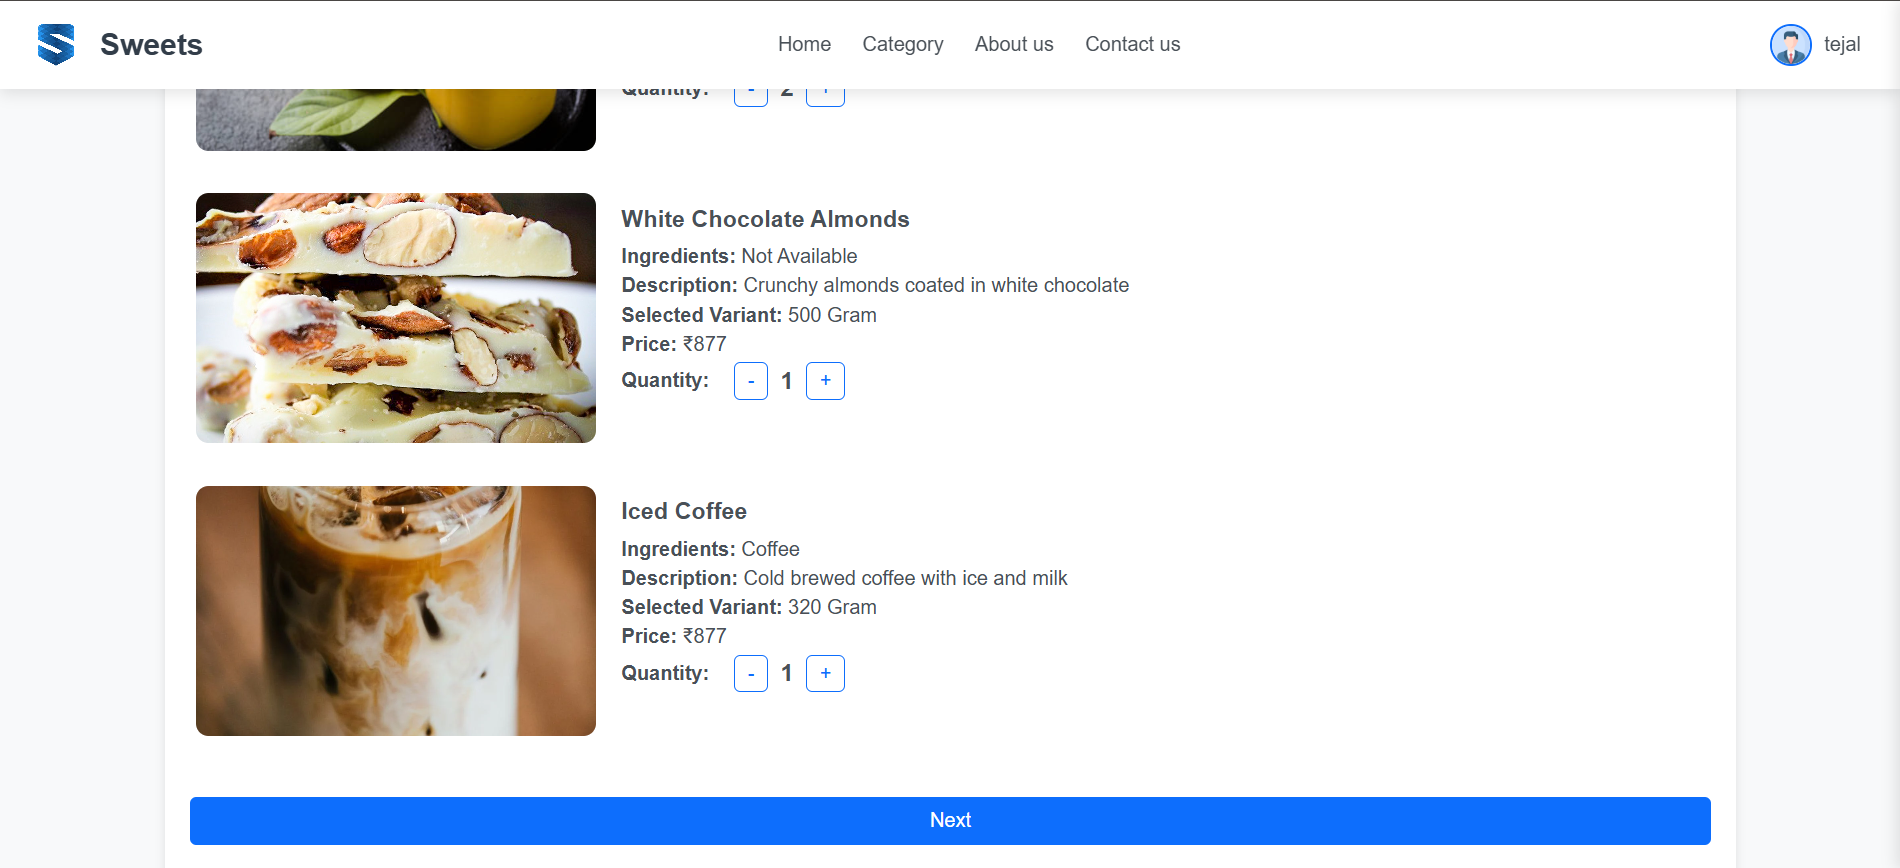 Sweets
Home Category About us Contact us
tejal
Quantity: - 2 +
White Chocolate Almonds
Ingredients: Not Available
Description: Crunchy almonds coated in white chocolate
Selected Variant: 500 Gram
Price: ₹877
Quantity: - 1 +
Iced Coffee
Ingredients: Coffee
Description: Cold brewed coffee with ice and milk
Selected Variant: 320 Gram
Price: ₹877
Quantity: - 1 +
Next